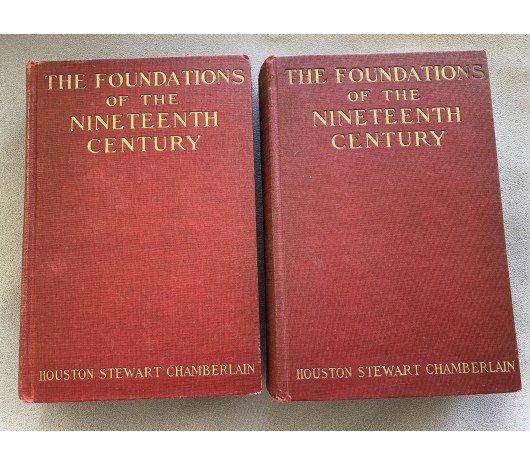 THE FOUNDATIONS
OF THE
NINETEENTH
CENTURY
HOUSTON STEWART CHAMBERLAIN
THE FOUNDATIONS
OF THE
NINETEENTH
CENTURY
HOUSTON STEWART CHAMBERLAIN